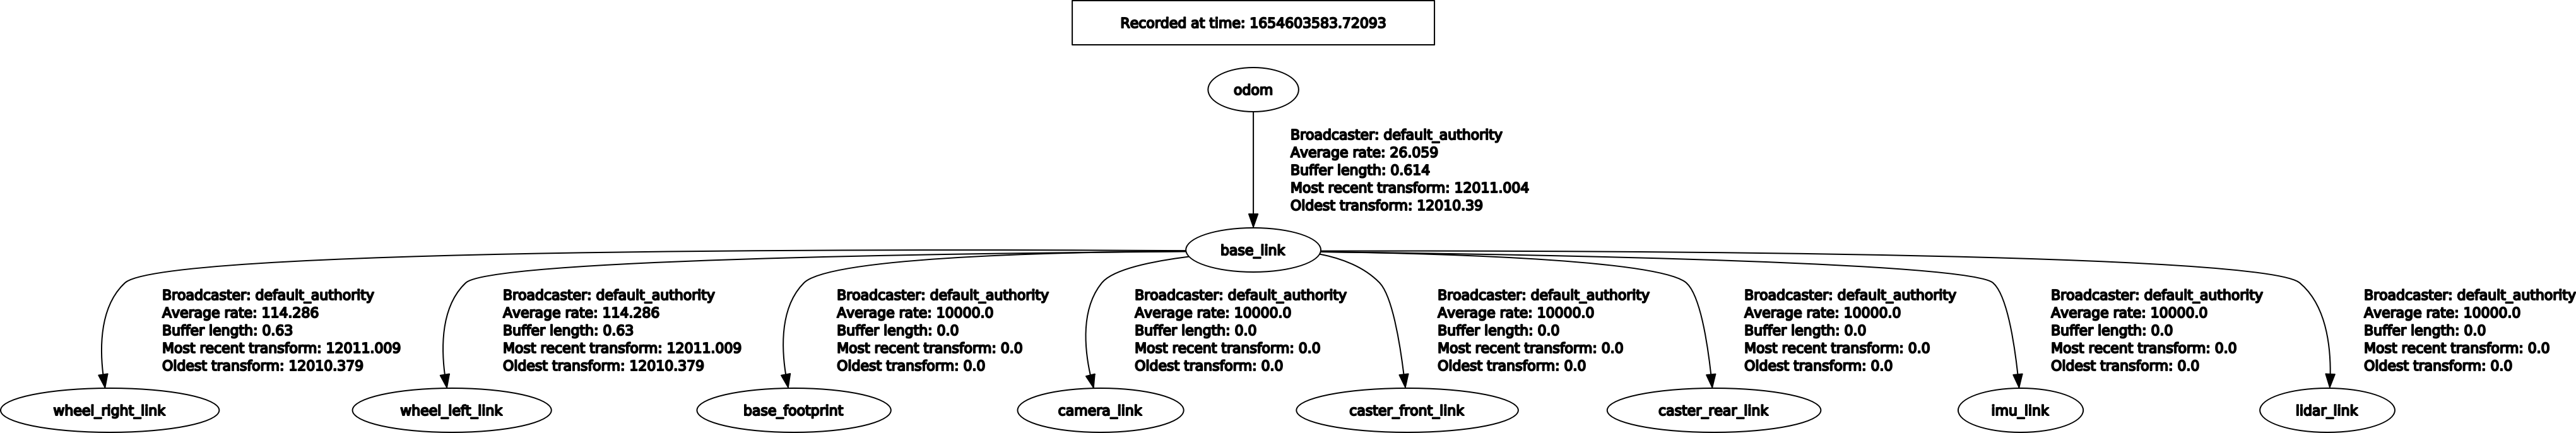 Recorded at time: 1654603583.72093
odom
Broadcaster: default_authority
Average rate: 26.059
Buffer length: 0.614
Most recent transform: 12011.004
Oldest transform: 12010.39
base_link
Broadcaster: default_authority
Average rate: 114.286
Buffer length: 0.63
Most recent transform: 12011.009
Oldest transform: 12010.379
Broadcaster: default_authority
Average rate: 114.286
Buffer length: 0.63
Most recent transform: 12011.009
Oldest transform: 12010.379
Broadcaster: default_authority
Average rate: 10000.0
Buffer length: 0.0
Most recent transform: 0.0
Oldest transform: 0.0
Broadcaster: default_authority
Average rate: 10000.0
Buffer length: 0.0
Most recent transform: 0.0
Oldest transform: 0.0
Broadcaster: default_authority
Average rate: 10000.0
Buffer length: 0.0
Most recent transform: 0.0
Oldest transform: 0.0
Broadcaster: default_authority
Average rate: 10000.0
Buffer length: 0.0
Most recent transform: 0.0
Oldest transform: 0.0
Broadcaster: default_authority
Average rate: 10000.0
Buffer length: 0.0
Most recent transform: 0.0
Oldest transform: 0.0
Broadcaster: default_authority
Average rate: 10000.0
Buffer length: 0.0
Most recent transform: 0.0
Oldest transform: 0.0
wheel_right_link
wheel_left_link
base_footprint
camera_link
caster_front_link
caster_rear_link
imu_link
lidar_link